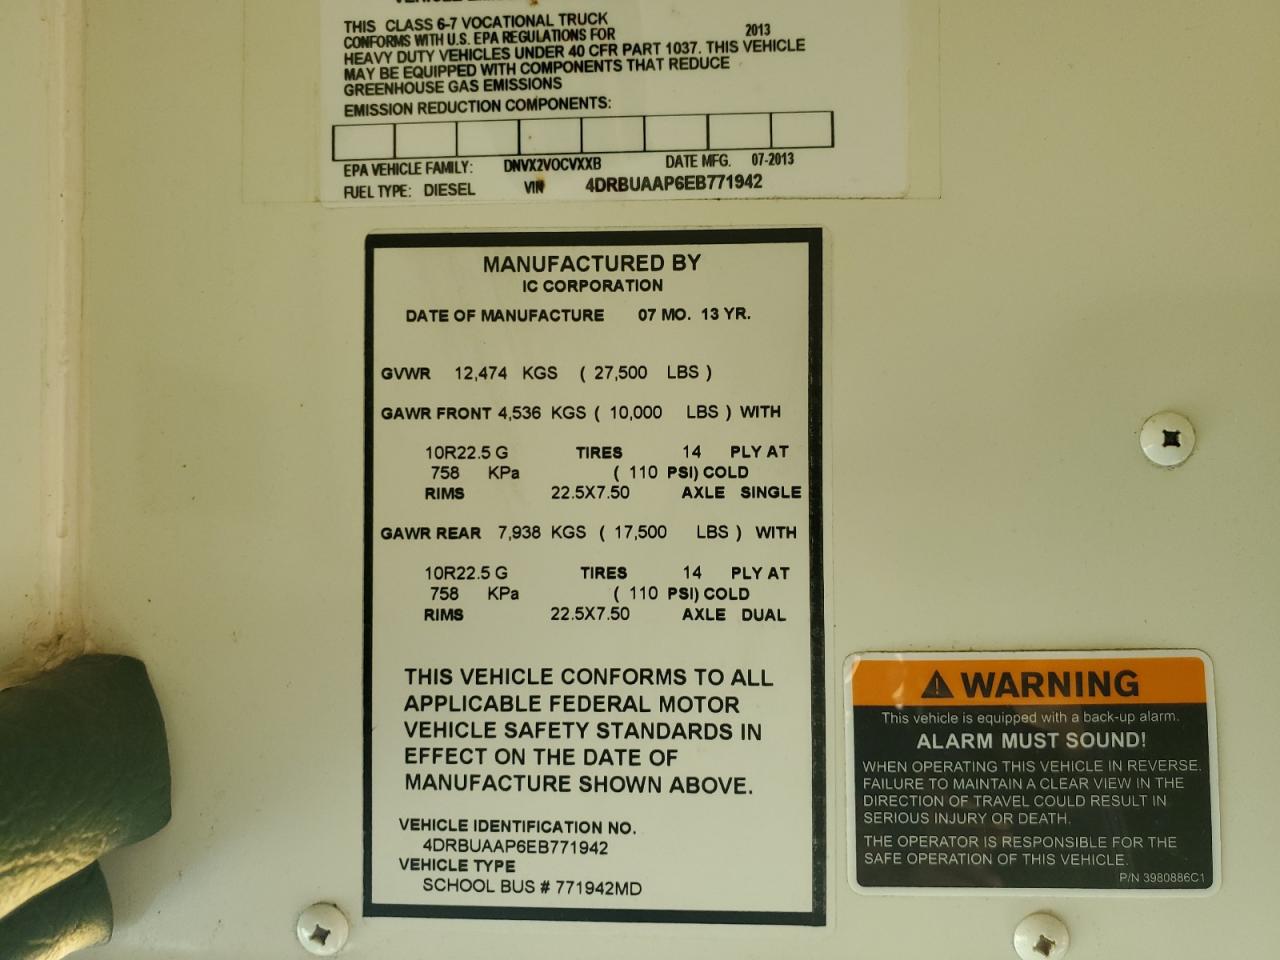 THIS CLASS 6-7 VOCATIONAL TRUCK
CONFORMS WITH U.S. EPA REGULATIONS FOR 2013
HEAVY DUTY VEHICLES UNDER 40 CFR PART 1037. THIS VEHICLE
MAY BE EQUIPPED WITH COMPONENTS THAT REDUCE
GREENHOUSE GAS EMISSIONS
EMISSION REDUCTION COMPONENTS:
EPA VEHICLE FAMILY: DNVX2VOCVXXB DATE MFG. 07-2013
FUEL TYPE: DIESEL VIN 4DRBUAAP6EB771942
MANUFACTURED BY
IC CORPORATION
DATE OF MANUFACTURE 07 MO. 13 YR.
GVWR 12,474 KGS ( 27,500 LBS )
GAWR FRONT 4,536 KGS ( 10,000 LBS ) WITH
10R22.5 G TIRES 14 PLY AT
758 KPa ( 110 PSI) COLD
RIMS 22.5X7.50 AXLE SINGLE
GAWR REAR 7,938 KGS ( 17,500 LBS ) WITH
10R22.5 G TIRES 14 PLY AT
758 KPa ( 110 PSI) COLD
RIMS 22.5X7.50 AXLE DUAL
THIS VEHICLE CONFORMS TO ALL
APPLICABLE FEDERAL MOTOR
VEHICLE SAFETY STANDARDS IN
EFFECT ON THE DATE OF
MANUFACTURE SHOWN ABOVE.
VEHICLE IDENTIFICATION NO.
4DRBUAAP6EB771942
VEHICLE TYPE
SCHOOL BUS # 771942MD
WARNING
This vehicle is equipped with a back-up alarm.
ALARM MUST SOUND!
WHEN OPERATING THIS VEHICLE IN REVERSE.
FAILURE TO MAINTAIN A CLEAR VIEW IN THE
DIRECTION OF TRAVEL COULD RESULT IN
SERIOUS INJURY OR DEATH.
THE OPERATOR IS RESPONSIBLE FOR THE
SAFE OPERATION OF THIS VEHICLE.
P/N 3980886C1